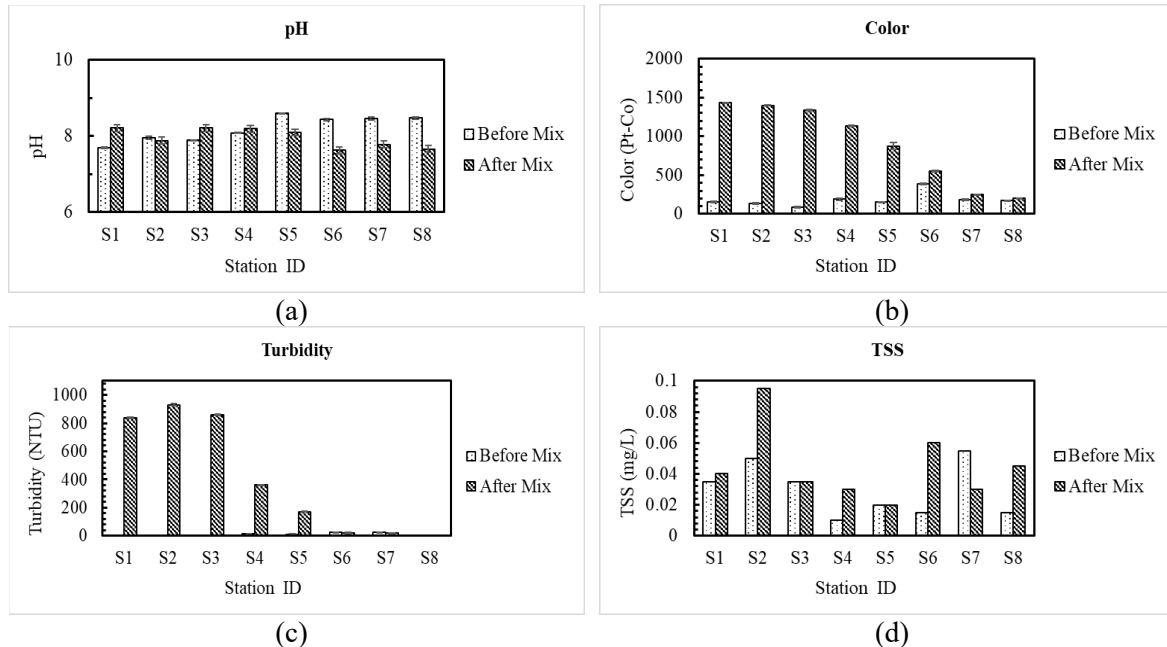 pH
10
8
6
pH
S1 S2 S3 S4 S5 S6 S7 S8
Station ID
Before Mix
After Mix
(a)
Color
2000
1500
1000
500
0
Color (Pt-Co)
S1 S2 S3 S4 S5 S6 S7 S8
Station ID
Before Mix
After Mix
(b)
Turbidity
1000
800
600
400
200
0
Turbidity (NTU)
S1 S2 S3 S4 S5 S6 S7 S8
Station ID
Before Mix
After Mix
(c)
TSS
0.1
0.08
0.06
0.04
0.02
0
TSS (mg/L)
S1 S2 S3 S4 S5 S6 S7 S8
Station ID
Before Mix
After Mix
(d)